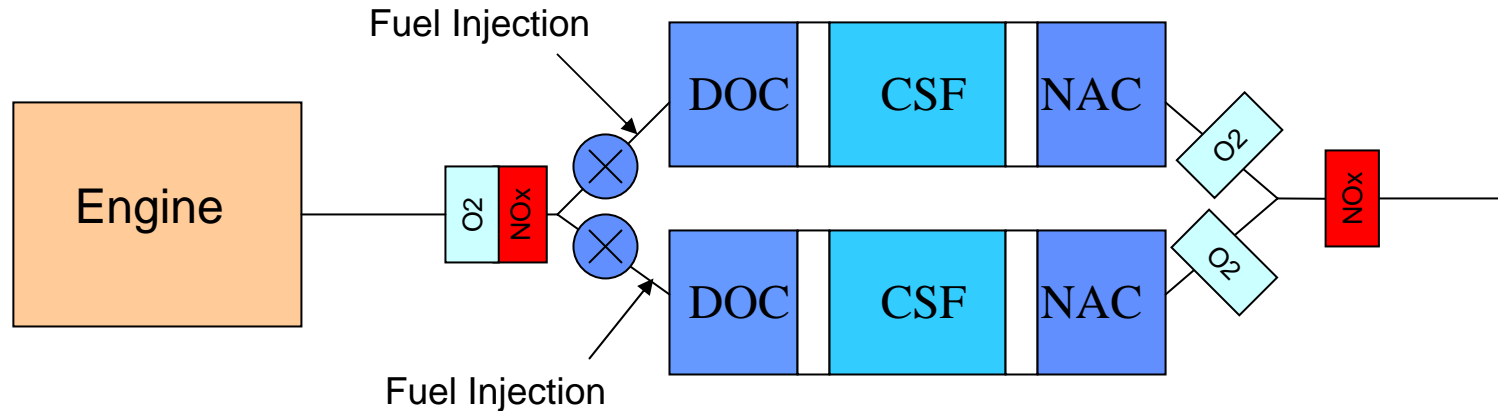 Fuel Injection
DOC CSF NAC
O2
Engine
O2 NOx
NOx
O2
DOC CSF NAC
Fuel Injection